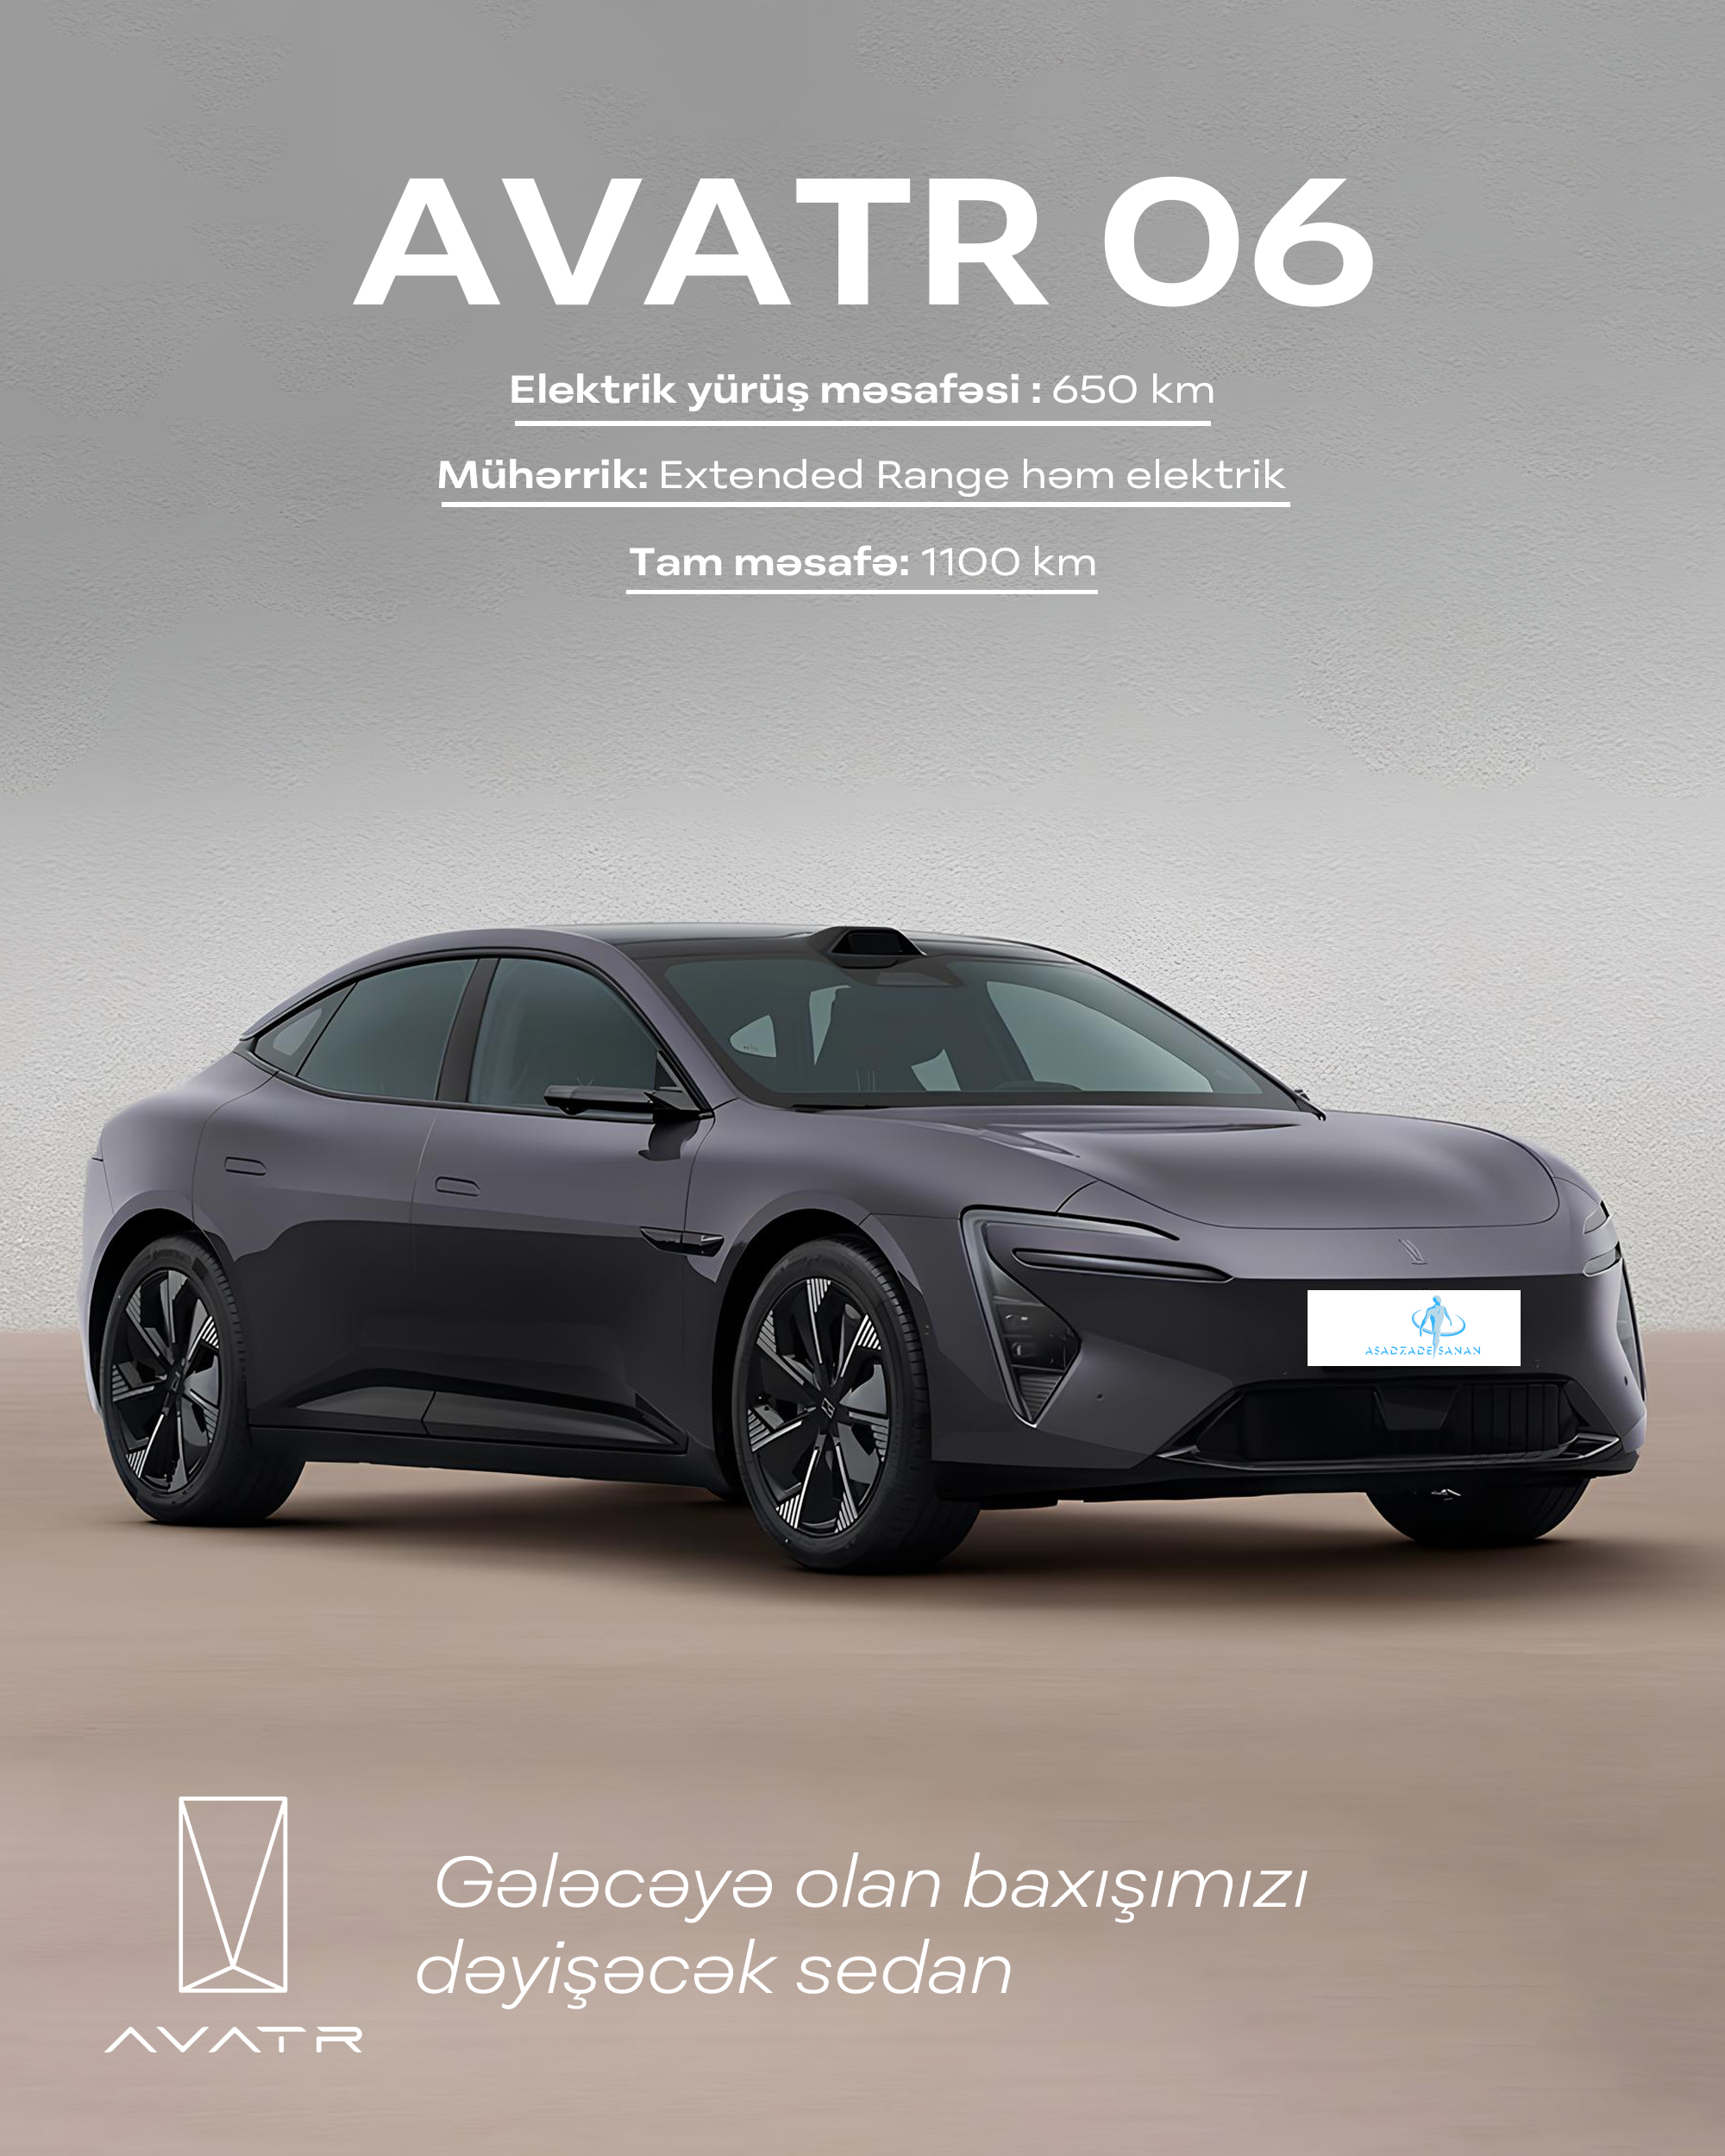 AVATR 06
Elektrik yürüş məsafəsi : 650 km
Mühərrik: Extended Range həm elektrik
Tam məsafə: 1100 km
ASADZADE SANAN
Gələcəyə olan baxışımızı
dəyişəcək sedan
AVATR